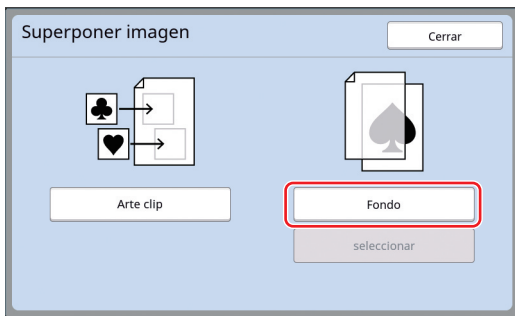 Superponer imagen
Cerrar
Arte clip
Fondo
seleccionar